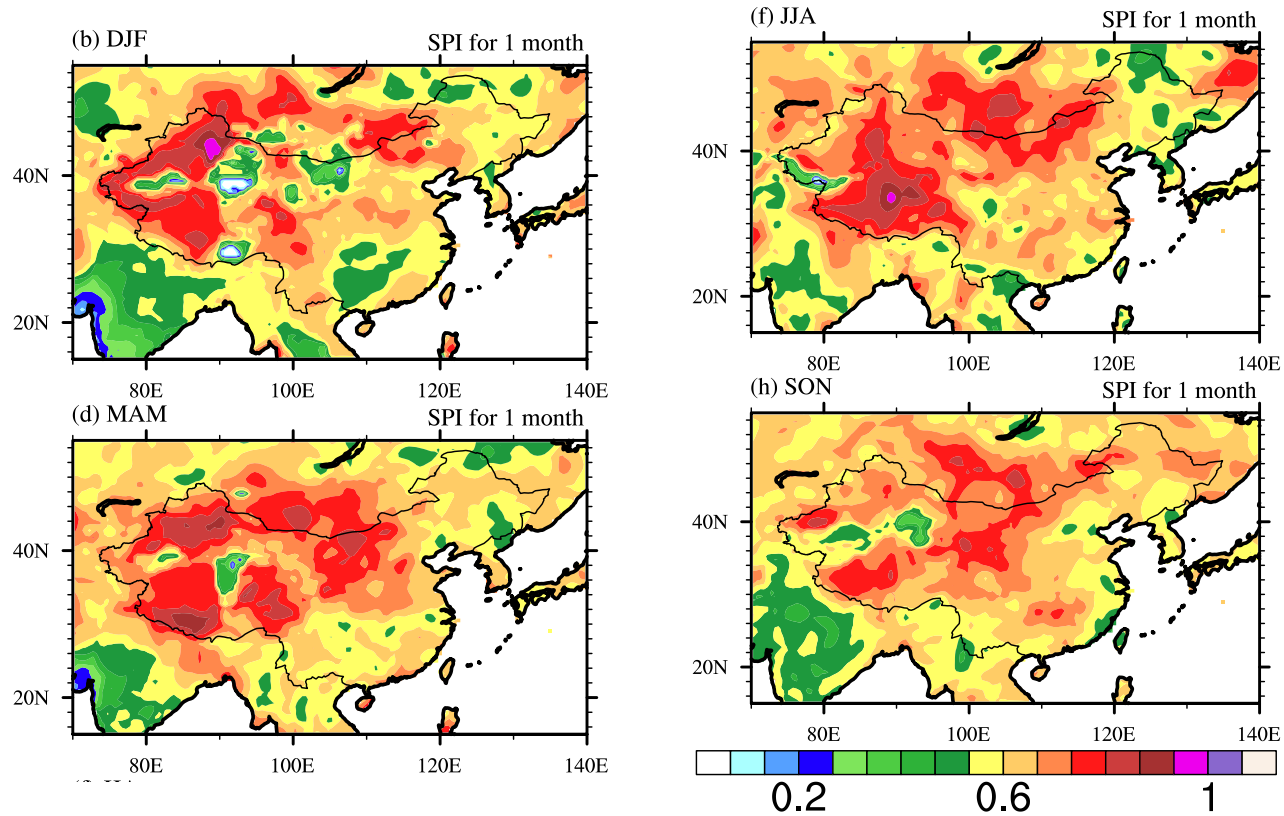 (b) DJF SPI for 1 month
40N
20N
80E 100E 120E 140E
(d) MAM SPI for 1 month
40N
20N
80E 100E 120E 140E
(f) JJA SPI for 1 month
40N
20N
80E 100E 120E 140E
(h) SON SPI for 1 month
40N
20N
80E 100E 120E 140E
0.2 0.6 1